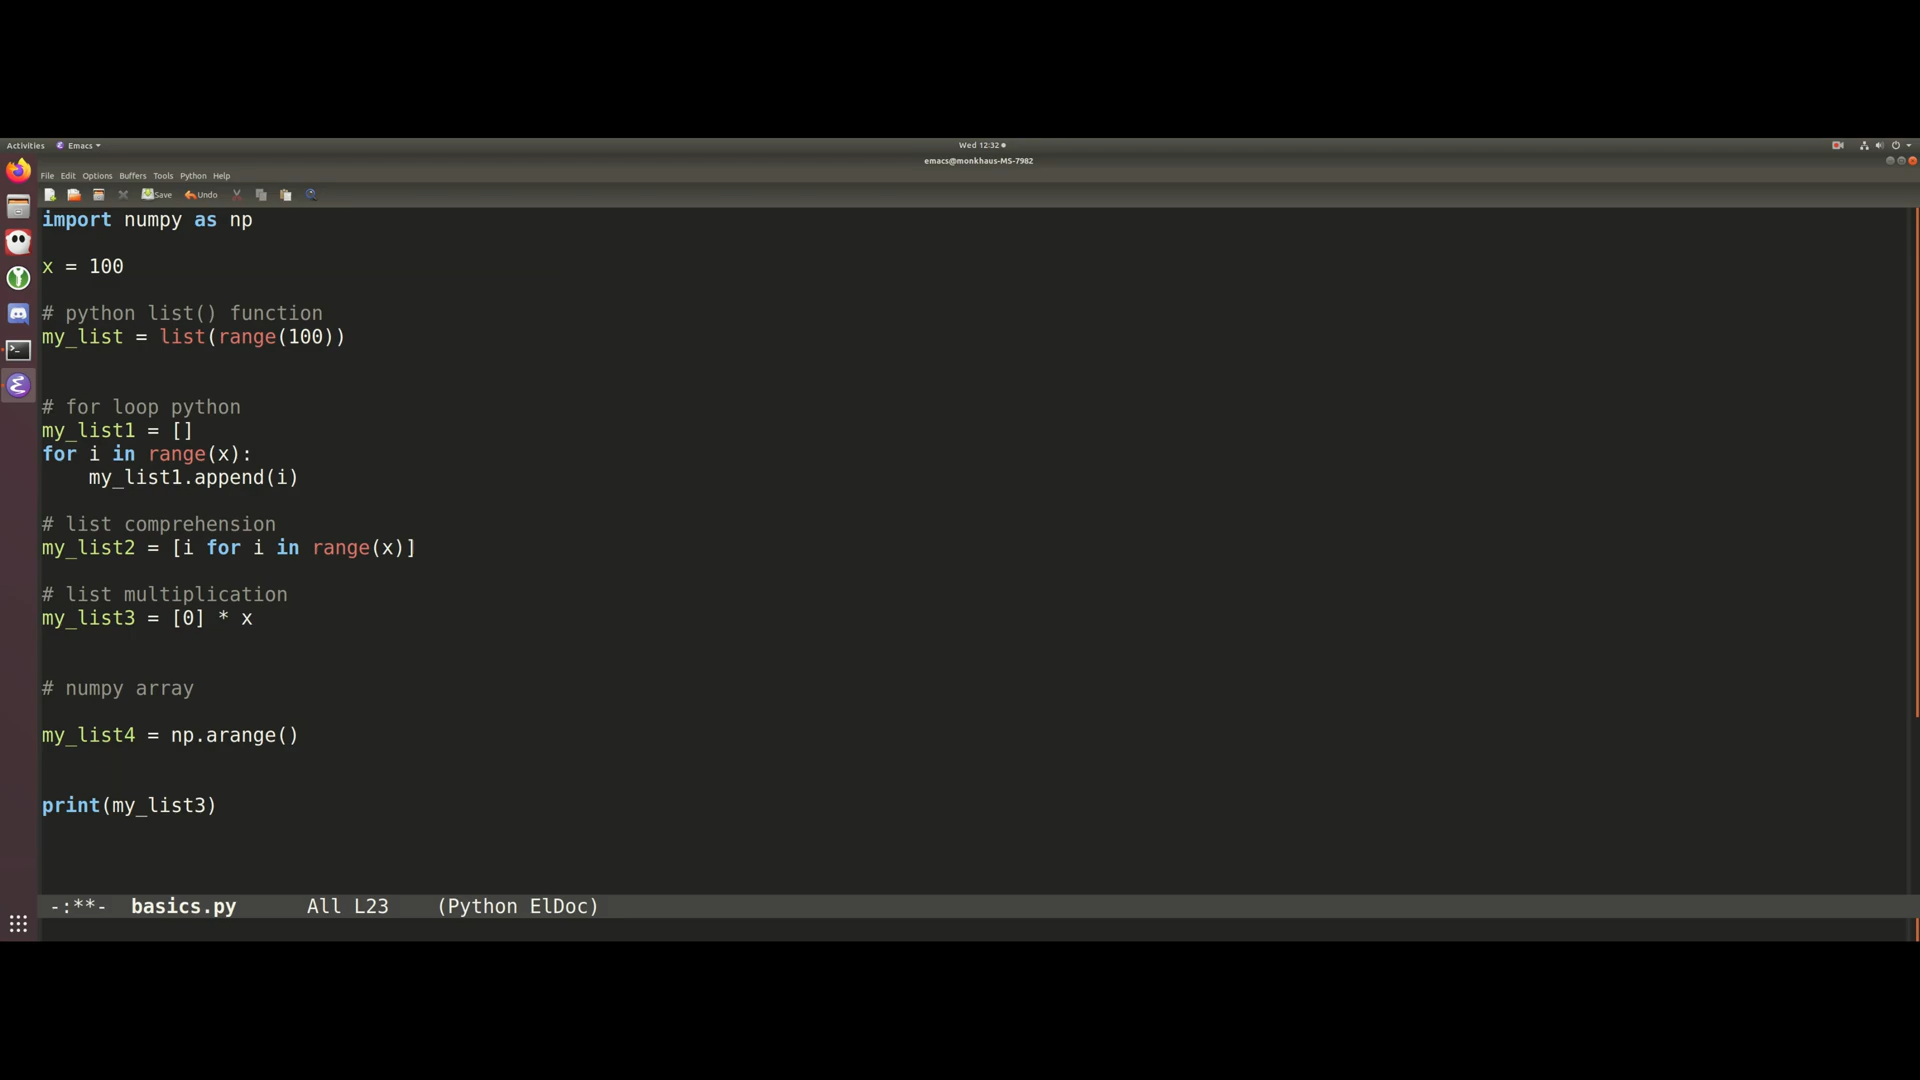 Activities Emacs Wed 12:32
emacs@monkhaus-MS-7982
File Edit Options Buffers Tools Python Help
Save Undo
import numpy as np
x = 100
# python list() function
my_list = list(range(100))
# for loop python
my_list1 = []
for i in range(x):
    my_list1.append(i)
# list comprehension
my_list2 = [i for i in range(x)]
# list multiplication
my_list3 = [0] * x
# numpy array
my_list4 = np.arange()
print(my_list3)
-:**-  basics.py      All L23    (Python ElDoc)